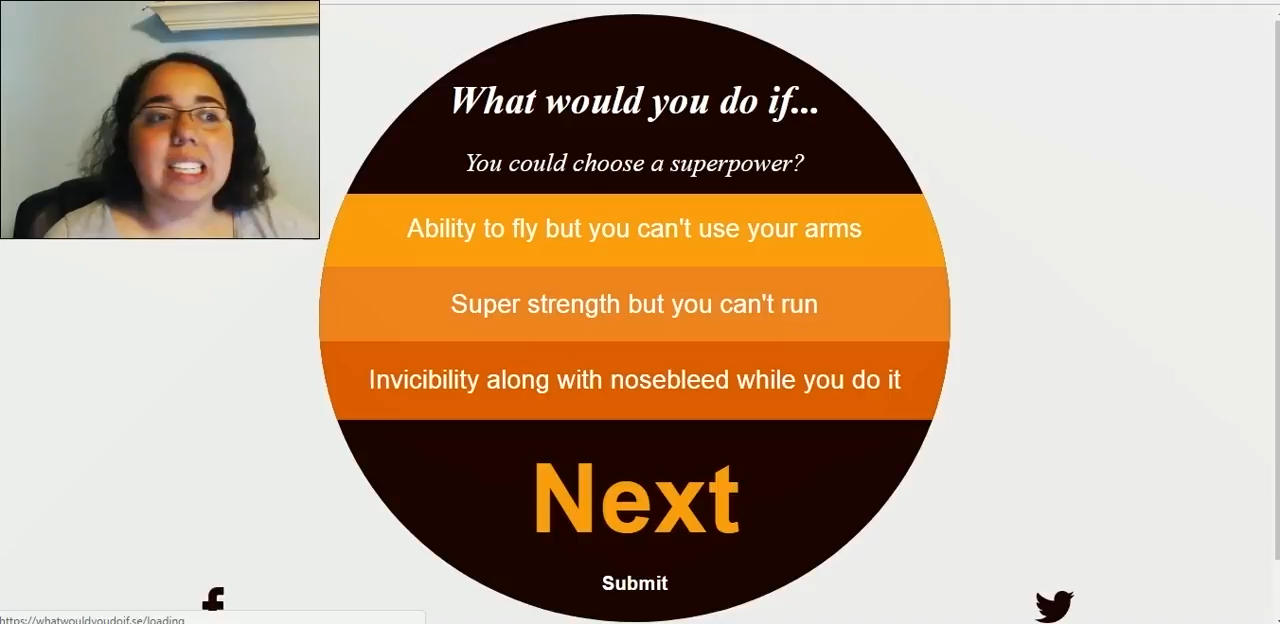 What would you do if...
You could choose a superpower?
Ability to fly but you can't use your arms
Super strength but you can't run
Invicibility along with nosebleed while you do it
Next
Submit
https://whatwouldyoudoif.se/loading